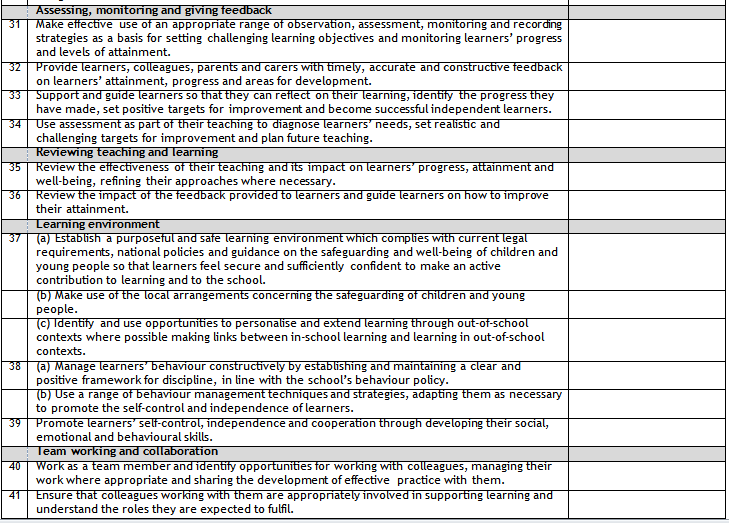 Assessing, monitoring and giving feedback
31 Make effective use of an appropriate range of observation, assessment, monitoring and recording
strategies as a basis for setting challenging learning objectives and monitoring learners' progress
and levels of attainment.
32 Provide learners, colleagues, parents and carers with timely, accurate and constructive feedback
on learners' attainment, progress and areas for development.
33 Support and guide learners so that they can reflect on their learning, identify the progress they
have made, set positive targets for improvement and become successful independent learners.
34 Use assessment as part of their teaching to diagnose learners' needs, set realistic and
challenging targets for improvement and plan future teaching.
Reviewing teaching and learning
35 Review the effectiveness of their teaching and its impact on learners' progress, attainment and
well-being, refining their approaches where necessary.
36 Review the impact of the feedback provided to learners and guide learners on how to improve
their attainment.
Learning environment
37 (a) Establish a purposeful and safe learning environment which complies with current legal
requirements, national policies and guidance on the safeguarding and well-being of children and
young people so that learners feel secure and sufficiently confident to make an active
contribution to learning and to the school.
(b) Make use of the local arrangements concerning the safeguarding of children and young
people.
(c) Identify and use opportunities to personalise and extend learning through out-of-school
contexts where possible making links between in-school learning and learning in out-of-school
contexts.
38 (a) Manage learners' behaviour constructively by establishing and maintaining a clear and
positive framework for discipline, in line with the school's behaviour policy.
(b) Use a range of behaviour management techniques and strategies, adapting them as necessary
to promote the self-control and independence of learners.
39 Promote learners' self-control, independence and cooperation through developing their social,
emotional and behavioural skills.
Team working and collaboration
40 Work as a team member and identify opportunities for working with colleagues, managing their
work where appropriate and sharing the development of effective practice with them.
41 Ensure that colleagues working with them are appropriately involved in supporting learning and
understand the roles they are expected to fulfil.